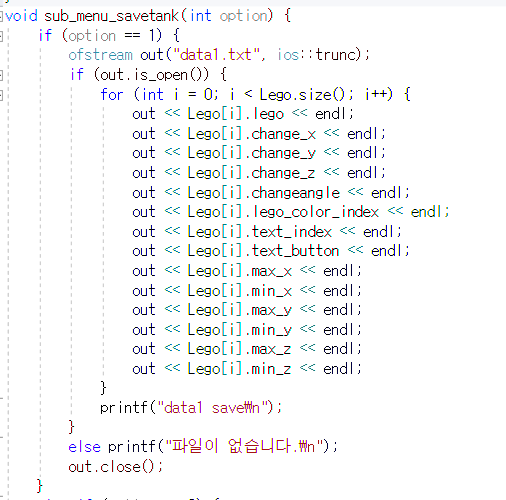 void sub_menu_savetank(int option) {
if (option == 1) {
ofstream out("data1.txt", ios::trunc);
if (out.is_open()) {
for (int i = 0; i < Lego.size(); i++) {
out << Lego[i].lego << endl;
out << Lego[i].change_x << endl;
out << Lego[i].change_y << endl;
out << Lego[i].change_z << endl;
out << Lego[i].changeangle << endl;
out << Lego[i].lego_color_index << endl;
out << Lego[i].text_index << endl;
out << Lego[i].text_button << endl;
out << Lego[i].max_x << endl;
out << Lego[i].min_x << endl;
out << Lego[i].max_y << endl;
out << Lego[i].min_y << endl;
out << Lego[i].max_z << endl;
out << Lego[i].min_z << endl;
}
printf("data1 save₩n");
}
else printf("파일이 없습니다.₩n");
out.close();
}